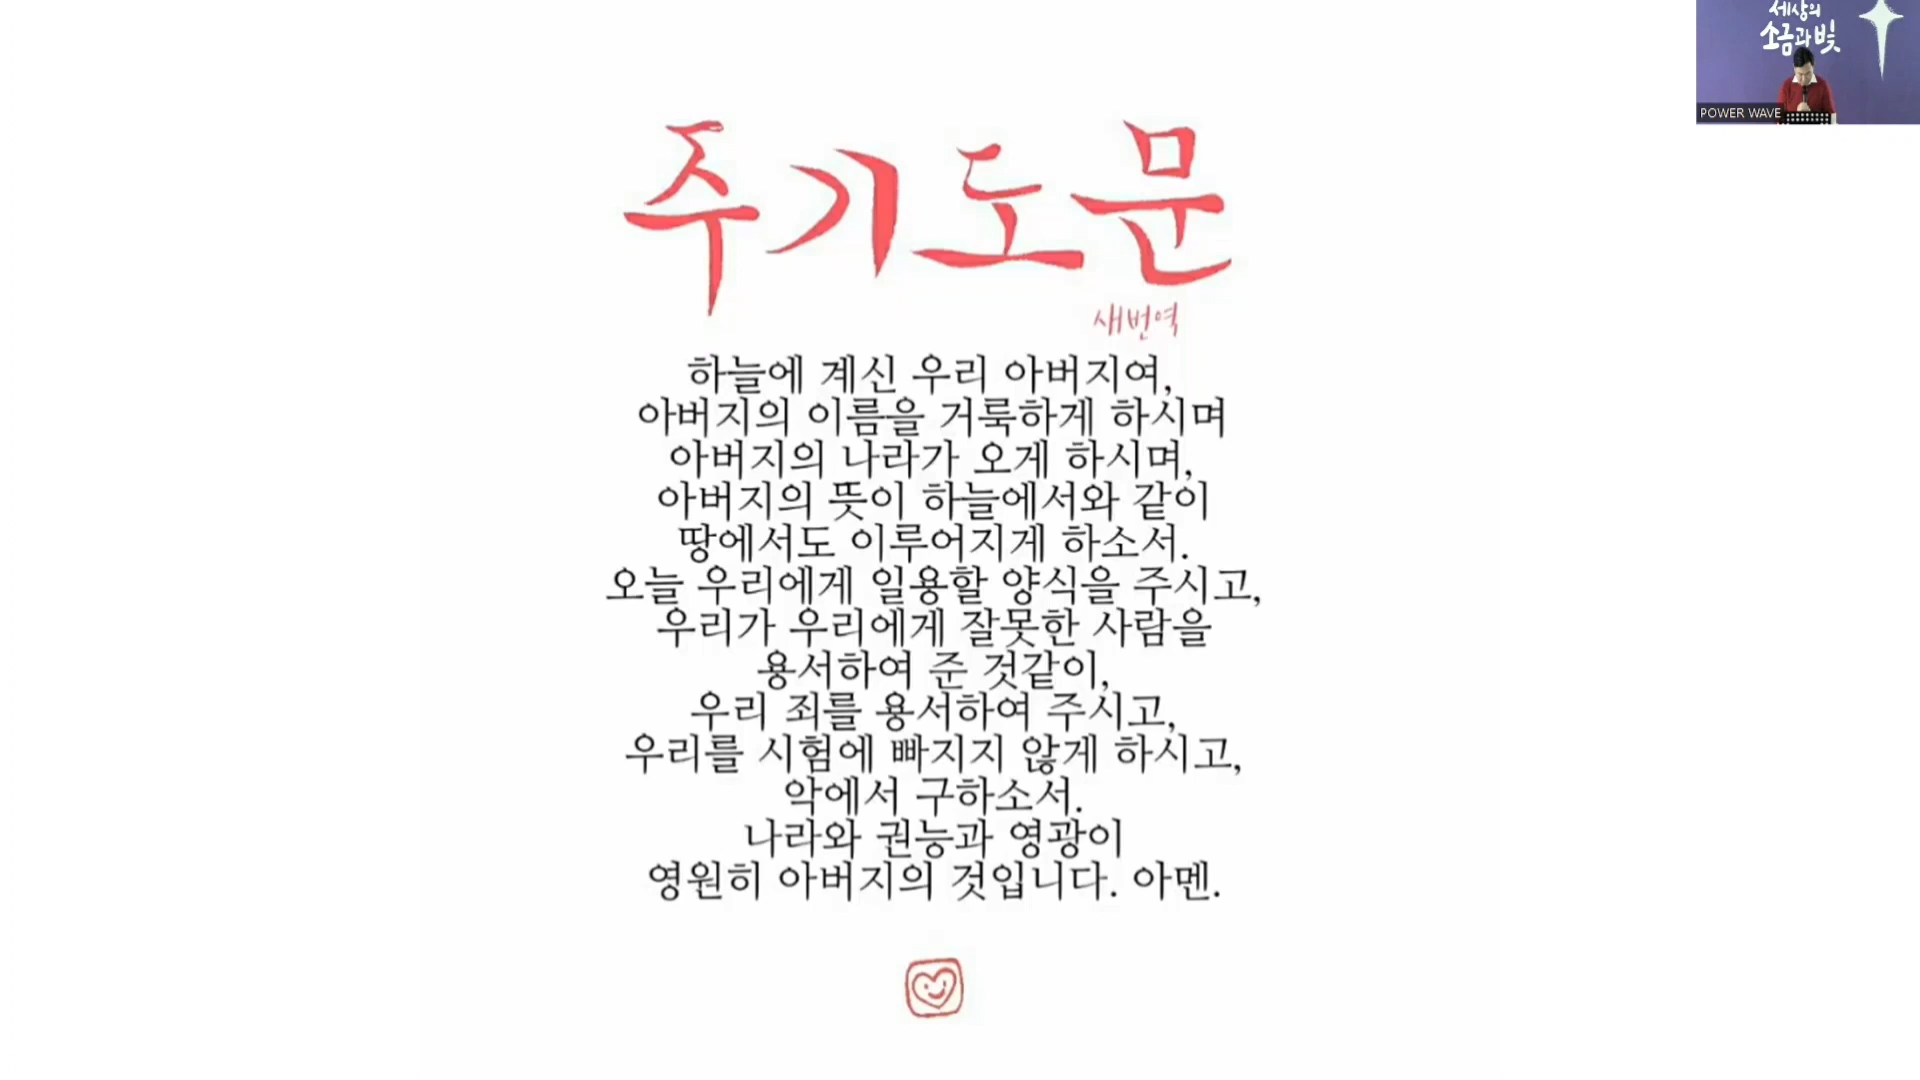 세상의
소금과 빛
POWER WAVE
주기도문
새번역
하늘에 계신 우리 아버지여,
아버지의 이름을 거룩하게 하시며
아버지의 나라가 오게 하시며,
아버지의 뜻이 하늘에서와 같이
땅에서도 이루어지게 하소서.
오늘 우리에게 일용할 양식을 주시고,
우리가 우리에게 잘못한 사람을
용서하여 준 것같이,
우리 죄를 용서하여 주시고,
우리를 시험에 빠지지 않게 하시고,
악에서 구하소서.
나라와 권능과 영광이
영원히 아버지의 것입니다. 아멘.